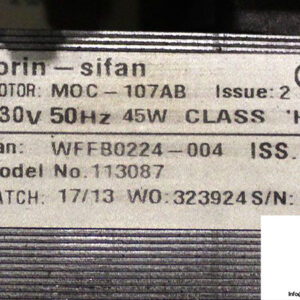 orin-sifan
OTOR: MOC-107AB Issue: 2
30V 50Hz 45W CLASS 'H
an: WFFB0224-004 ISS.
odel No.113087
ATCH: 17/13 WO: 323924 S/N: